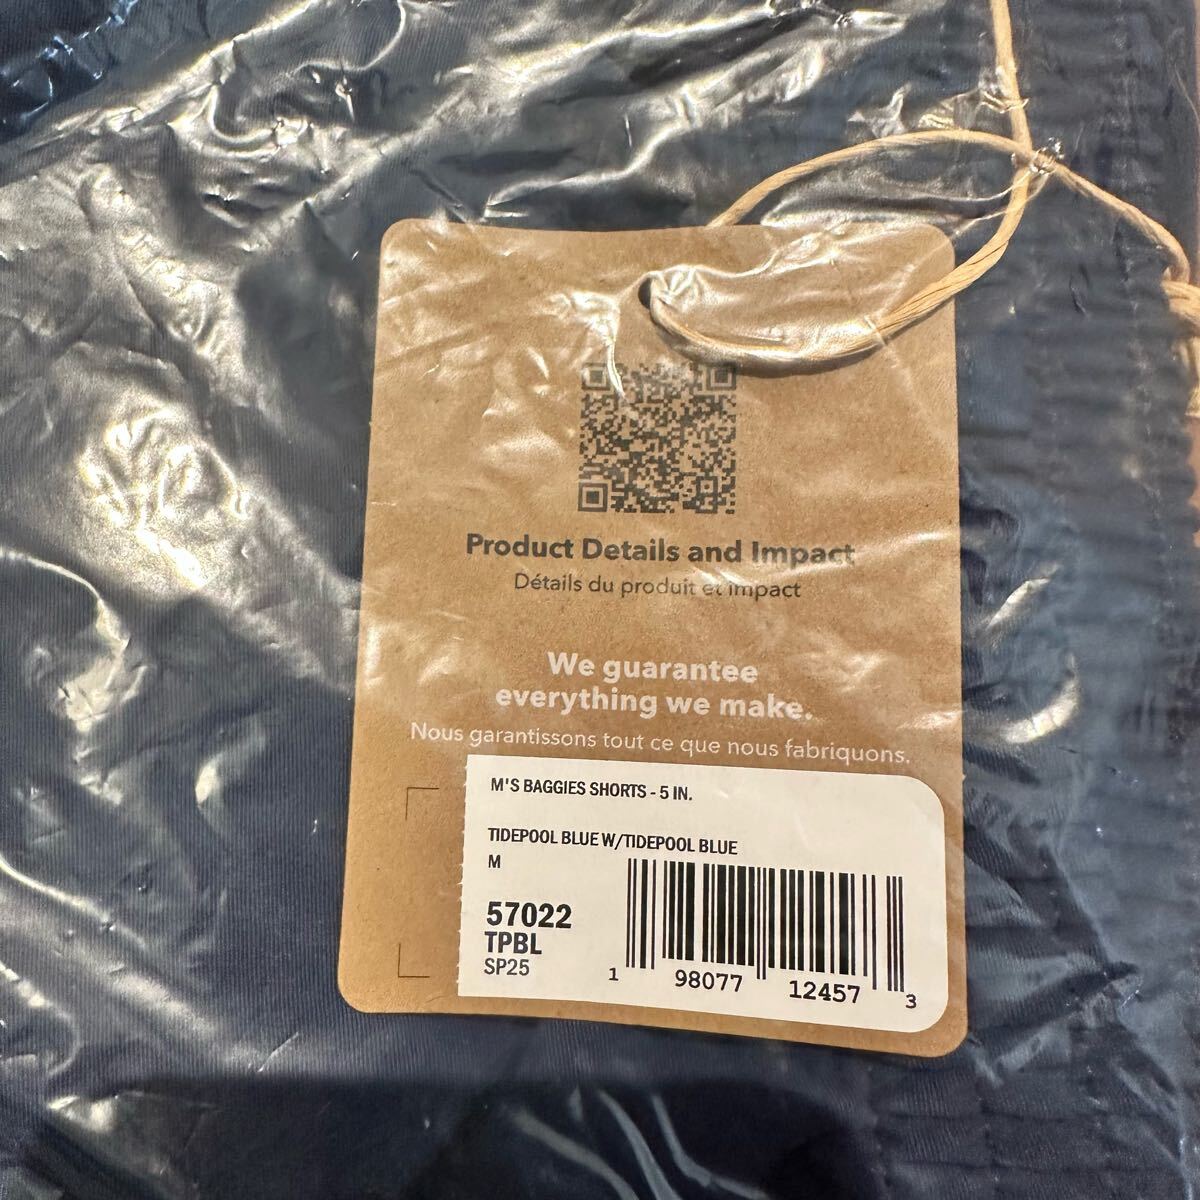 Product Details and Impact
Détails du produit et impact
We guarantee
everything we make.
Nous garantissons tout ce que nous fabriquons.
M'S BAGGIES SHORTS - 5 IN.
TIDEPOOL BLUE W/TIDEPOOL BLUE
M
57022
TPBL
SP25
1 98077 12457 3